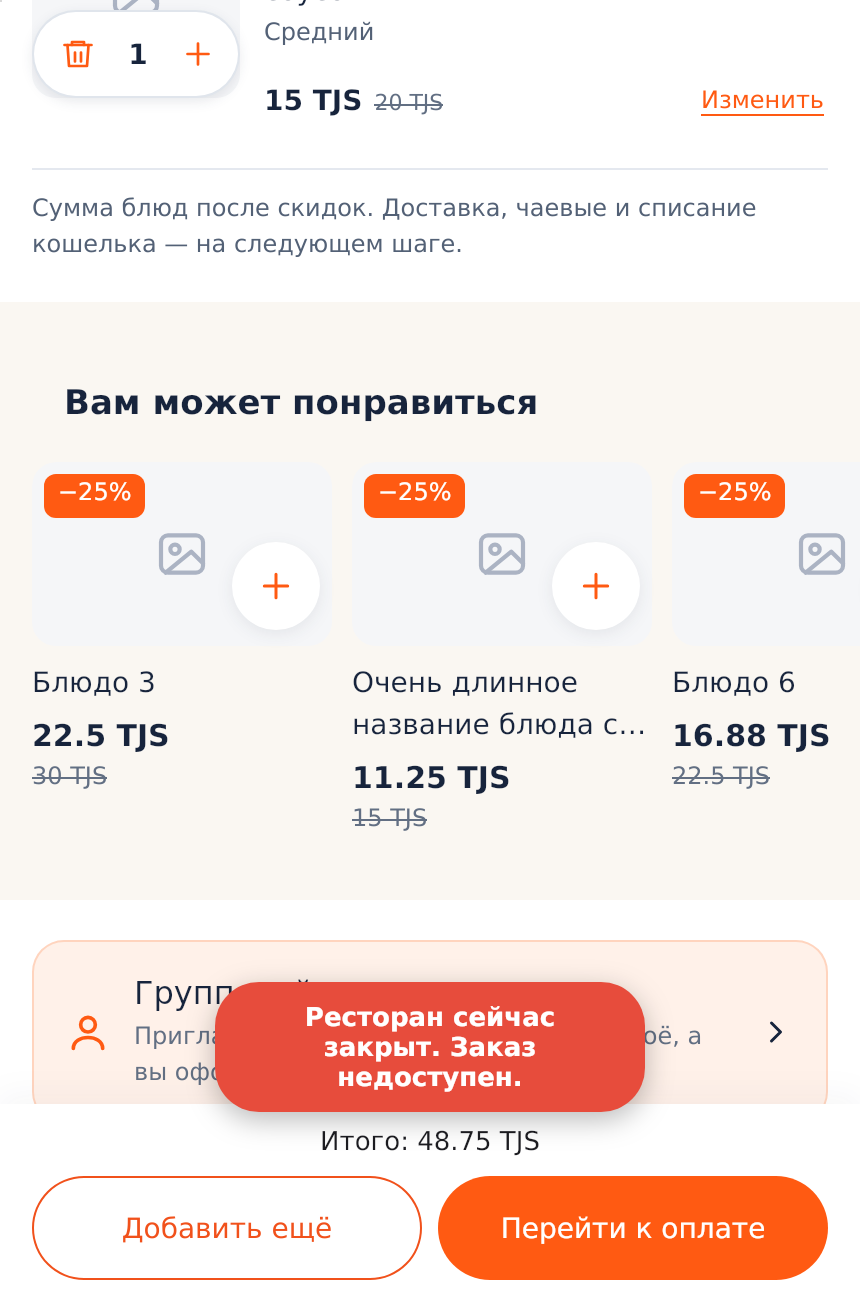 Средний
1
15 TJS 20 TJS
Изменить
Сумма блюд после скидок. Доставка, чаевые и списание
кошелька — на следующем шаге.
Вам может понравиться
−25%
−25%
−25%
Блюдо 3
22.5 TJS
30 TJS
Очень длинное
название блюда с…
11.25 TJS
15 TJS
Блюдо 6
16.88 TJS
22.5 TJS
Ресторан сейчас
закрыт. Заказ
недоступен.
Итого: 48.75 TJS
Добавить ещё
Перейти к оплате